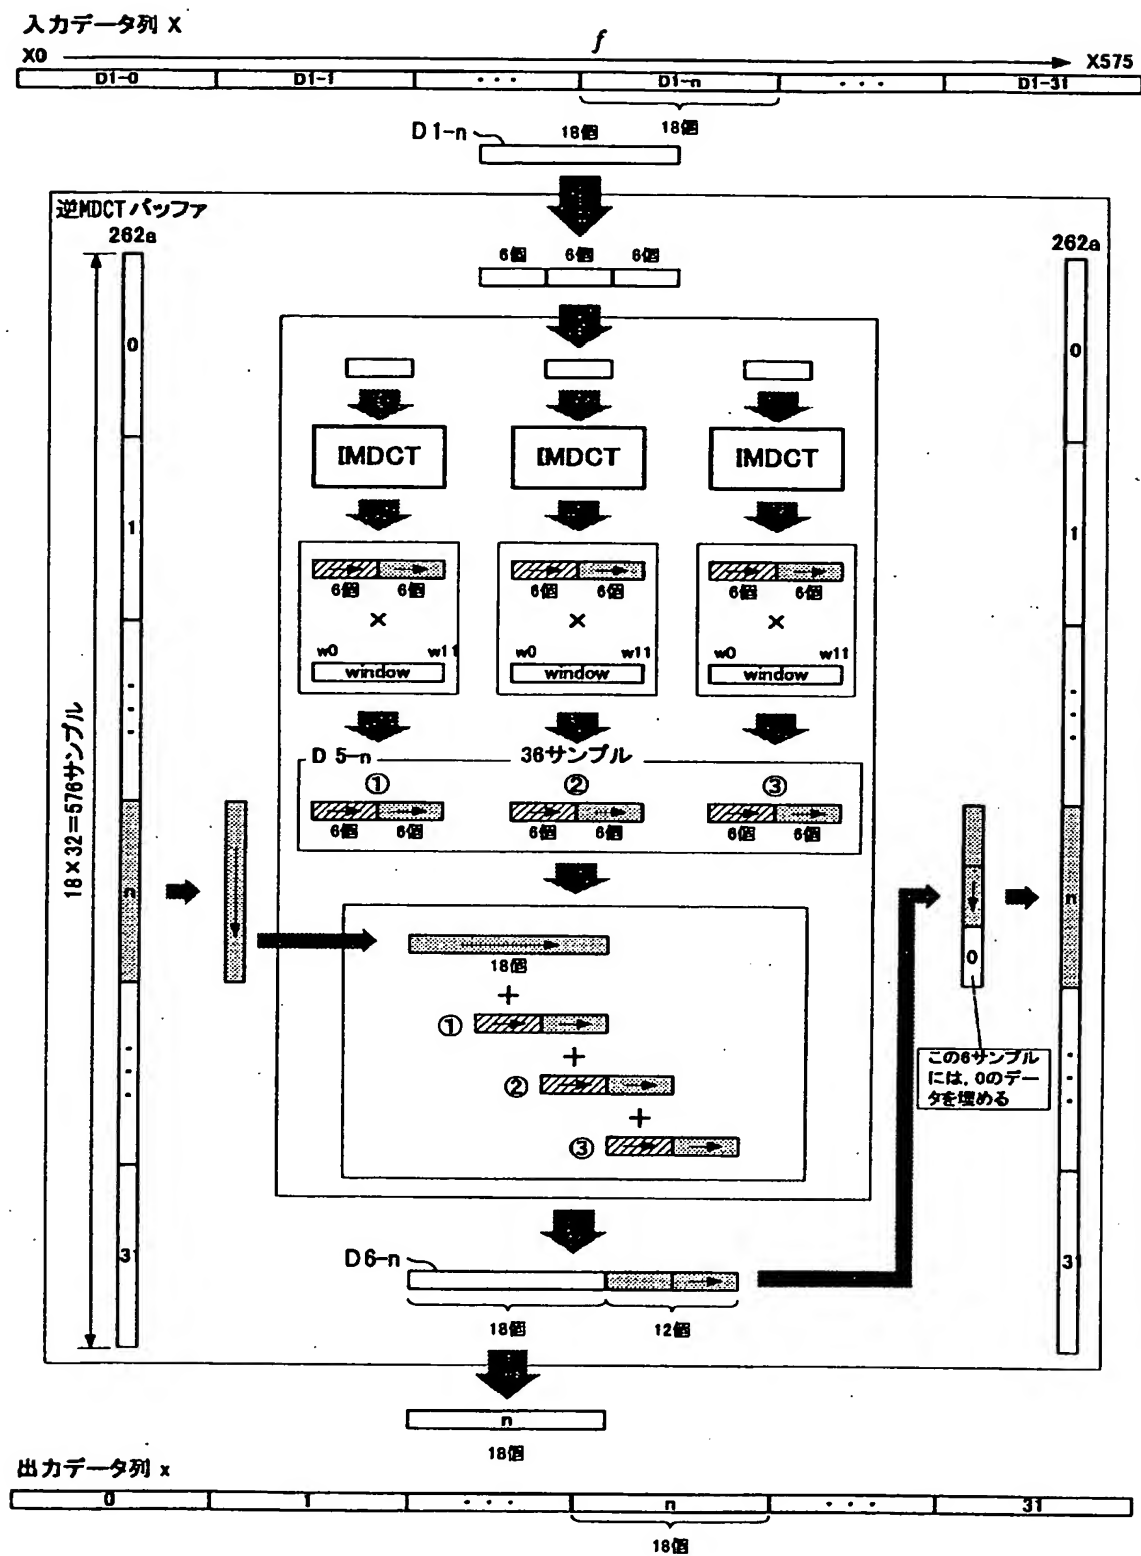 入力データ列 X
X0
f
X575
D1-0
D1-1
・・・
D1-n
・・・
D1-31
D1-n
18個
18個
逆MDCTバッファ
262a
262a
6個 6個 6個
0
0
IMDCT
IMDCT
IMDCT
1
1
6個 6個
6個 6個
6個 6個
×
×
×
w0 w11
w0 w11
w0 w11
window
window
window
18×32=576サンプル
D5-n
36サンプル
①
②
③
6個 6個
6個 6個
6個 6個
n
n
18個
0
+
①
+
②
+
③
この6サンプル
には、0のデー
タを埋める
31
31
D6-n
18個
12個
n
18個
出力データ列 x
0
1
・・・
n
・・・
31
18個